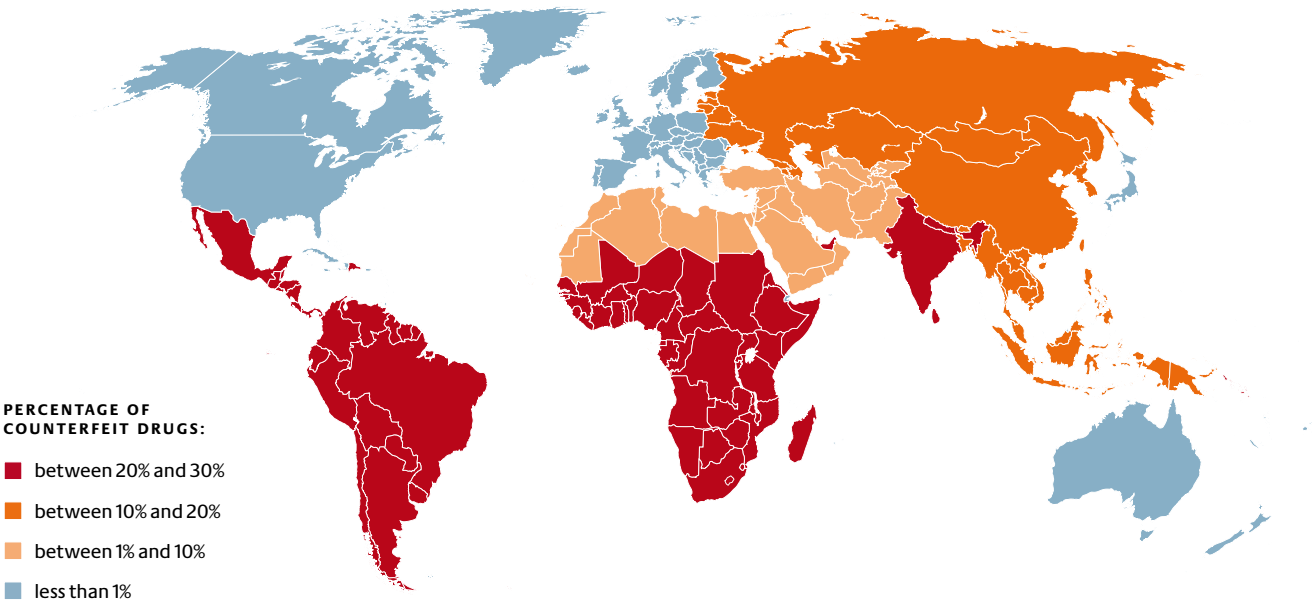 PERCENTAGE OF
COUNTERFEIT DRUGS:
between 20% and 30%
between 10% and 20%
between 1% and 10%
less than 1%